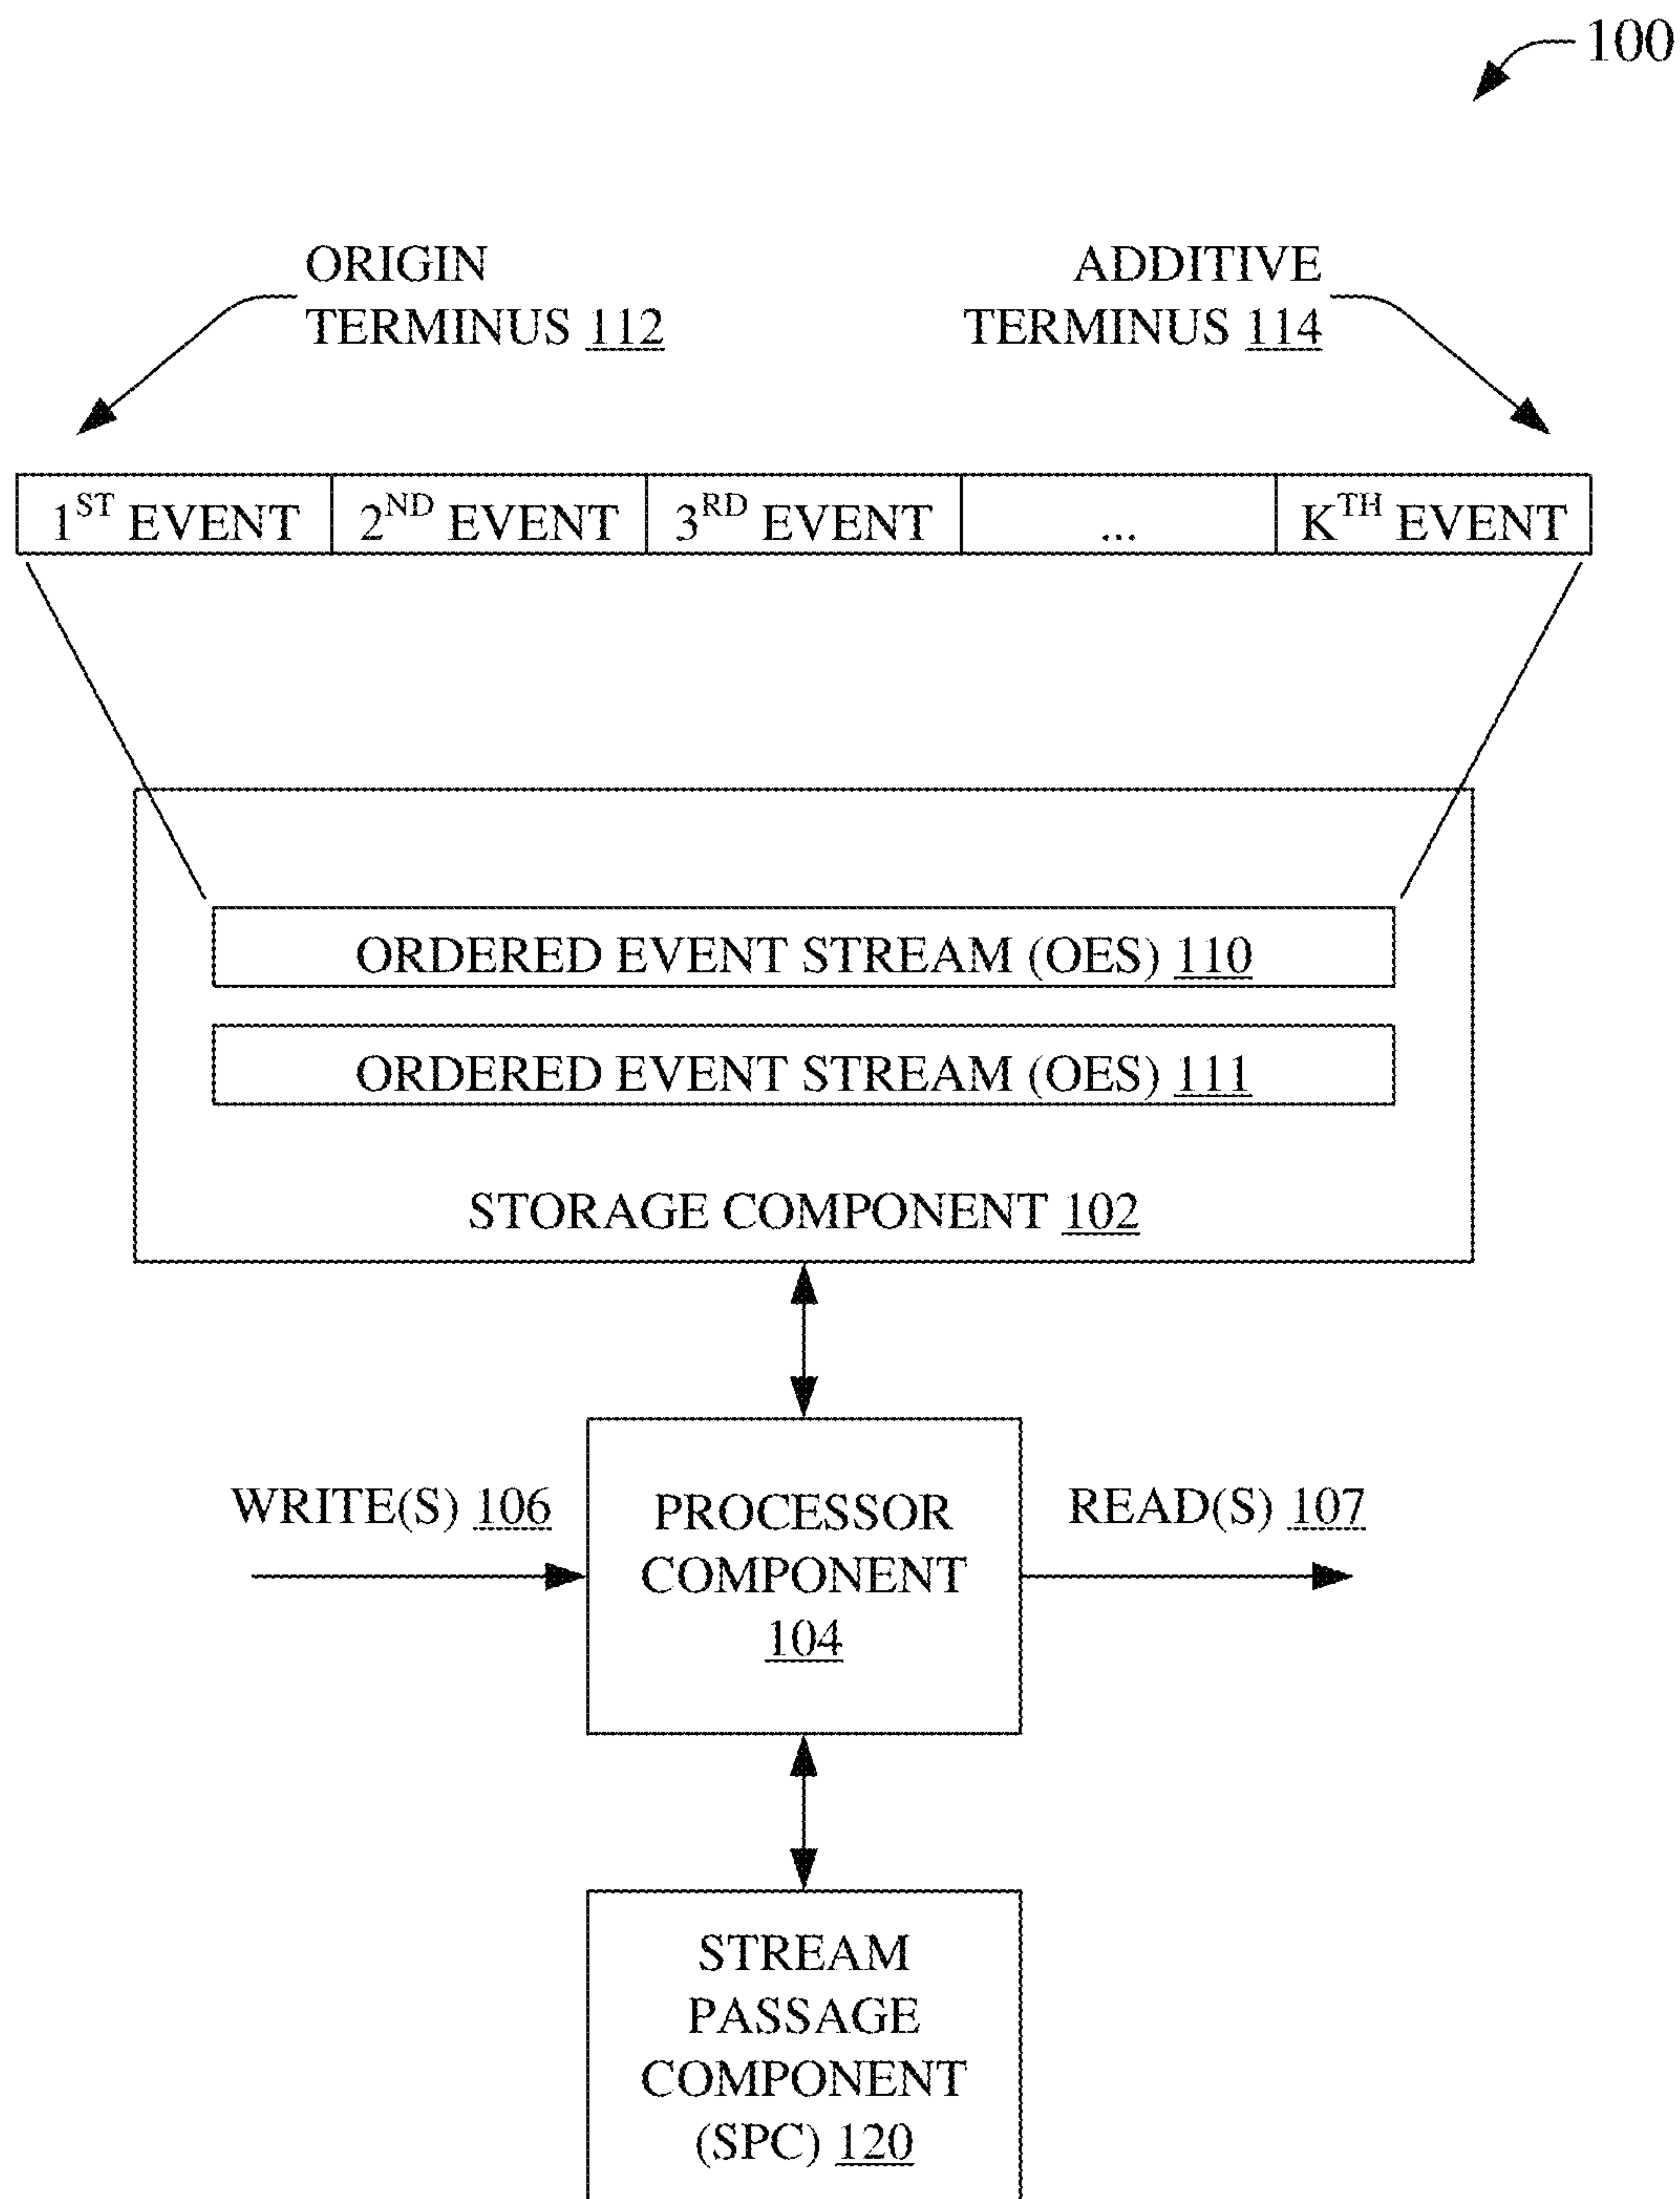 100
ORIGIN
TERMINUS 112
ADDITIVE
TERMINUS 114
1ST EVENT 2ND EVENT 3RD EVENT ... KTH EVENT
ORDERED EVENT STREAM (OES) 110
ORDERED EVENT STREAM (OES) 111
STORAGE COMPONENT 102
WRITE(S) 106
PROCESSOR
COMPONENT
104
READ(S) 107
STREAM
PASSAGE
COMPONENT
(SPC) 120